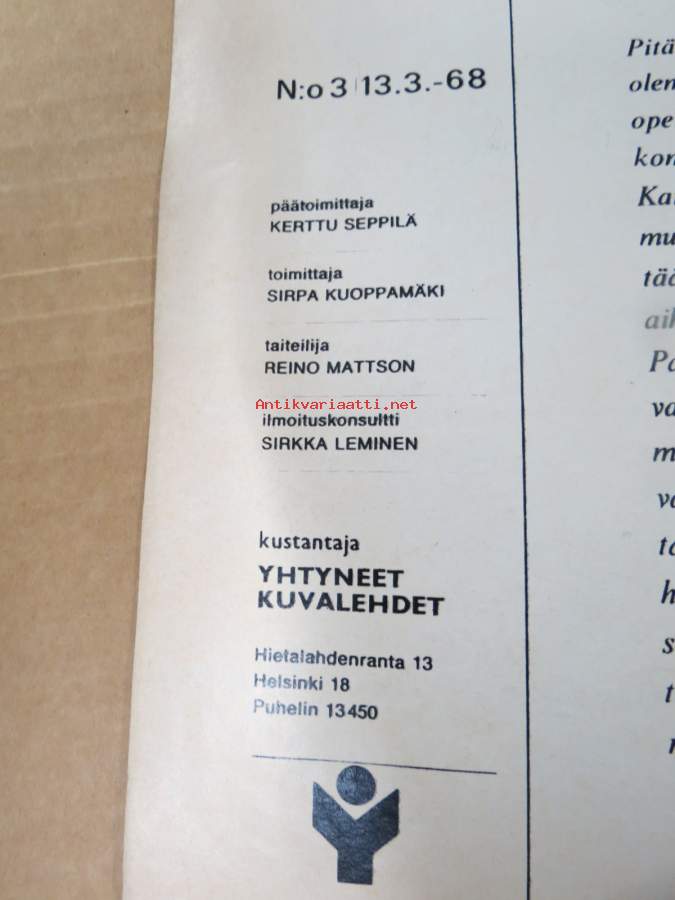 N:o 3 13.3.-68
päätoimittaja
KERTTU SEPPILÄ
toimittaja
SIRPA KUOPPAMÄKI
taiteilija
REINO MATTSON
Antikvariaatti.net
ilmoituskonsultti
SIRKKA LEMINEN
kustantaja
YHTYNEET
KUVALEHDET
Hietalahdenranta 13
Helsinki 18
Puhelin 13450